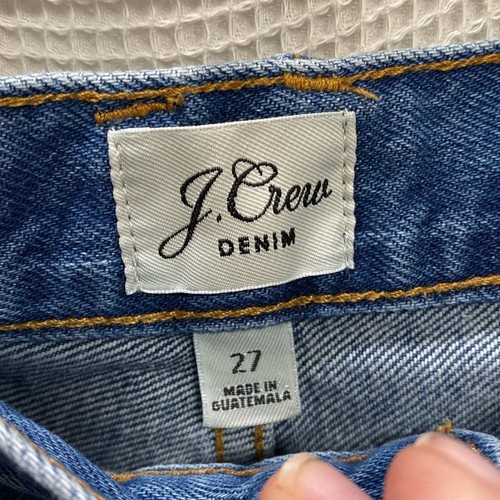 J.Crew
DENIM
27
MADE IN
GUATEMALA